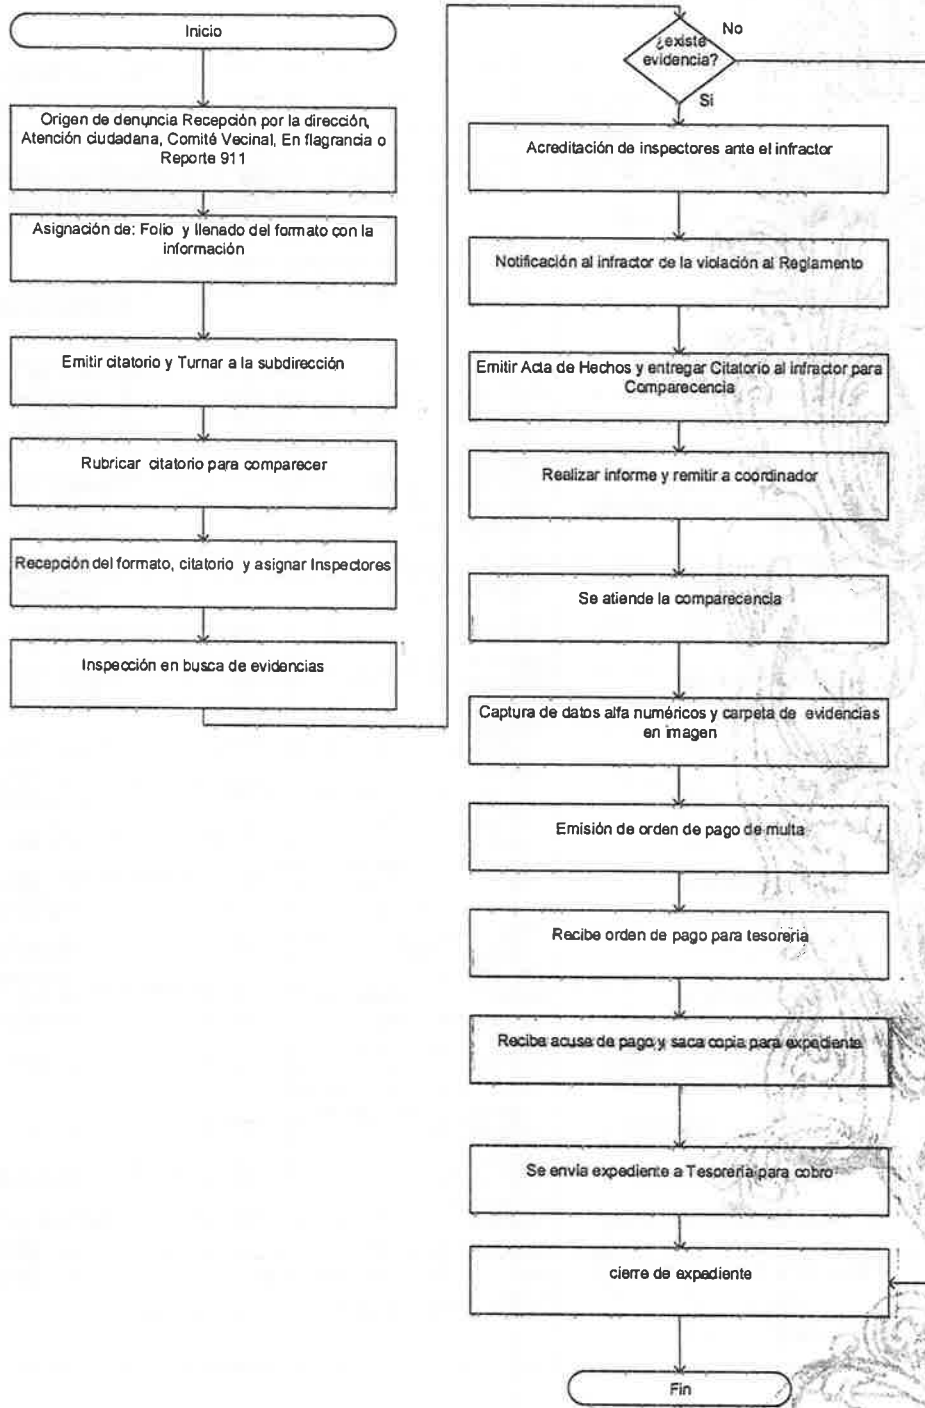 Inicio
Origen de denuncia Recepción por la dirección,
Atención ciudadana, Comité Vecinal, En flagrancia o
Reporte 911
Asignación de: Folio y llenado del formato con la
información
Emitir citatorio y Turnar a la subdirección
Rubricar citatorio para comparecer
Recepción del formato, citatorio y asignar Inspectores
Inspección en busca de evidencias
¿existe
evidencia?
No
Si
Acreditación de inspectores ante el infractor
Notificación al infractor de la violación al Reglamento
Emitir Acta de Hechos y entregar Citatorio al infractor para
Comparecencia
Realizar informe y remitir a coordinador
Se atiende la comparecencia
Captura de datos alfa numéricos y carpeta de evidencias
en imagen
Emisión de orden de pago de multa
Recibe orden de pago para tesorería
Recibe acuse de pago y saca copia para expediente
Se envía expediente a Tesorería para cobro
cierre de expediente
Fin